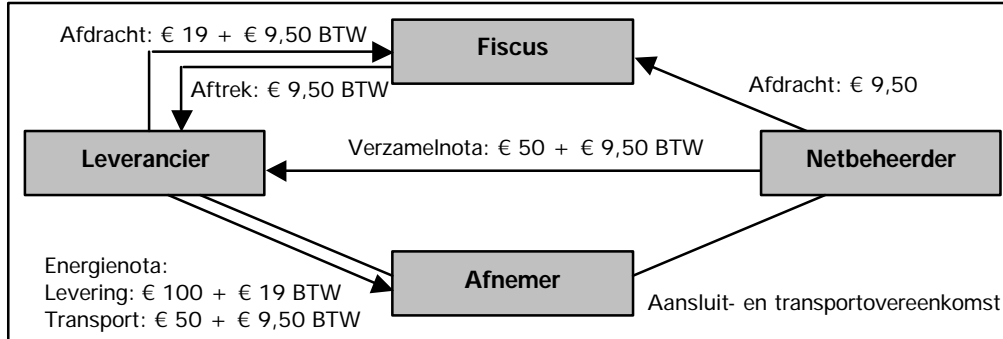 Afdracht: € 19 + € 9,50 BTW
Fiscus
Aftrek: € 9,50 BTW
Afdracht: € 9,50
Leverancier
Verzamelnota: € 50 + € 9,50 BTW
Netbeheerder
Energienota:
Levering: € 100 + € 19 BTW
Transport: € 50 + € 9,50 BTW
Afnemer
Aansluit- en transportovereenkomst